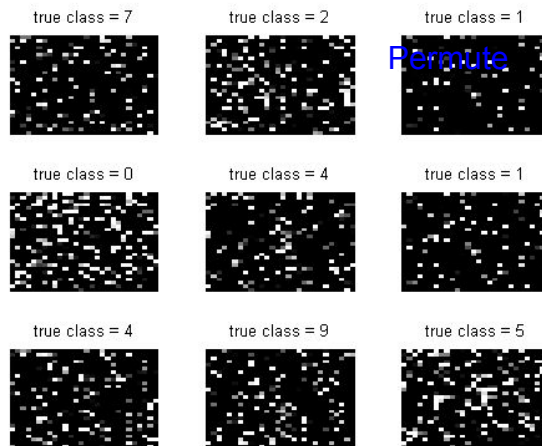 true class = 7
true class = 2
true class = 1
Permute
true class = 0
true class = 4
true class = 1
true class = 4
true class = 9
true class = 5